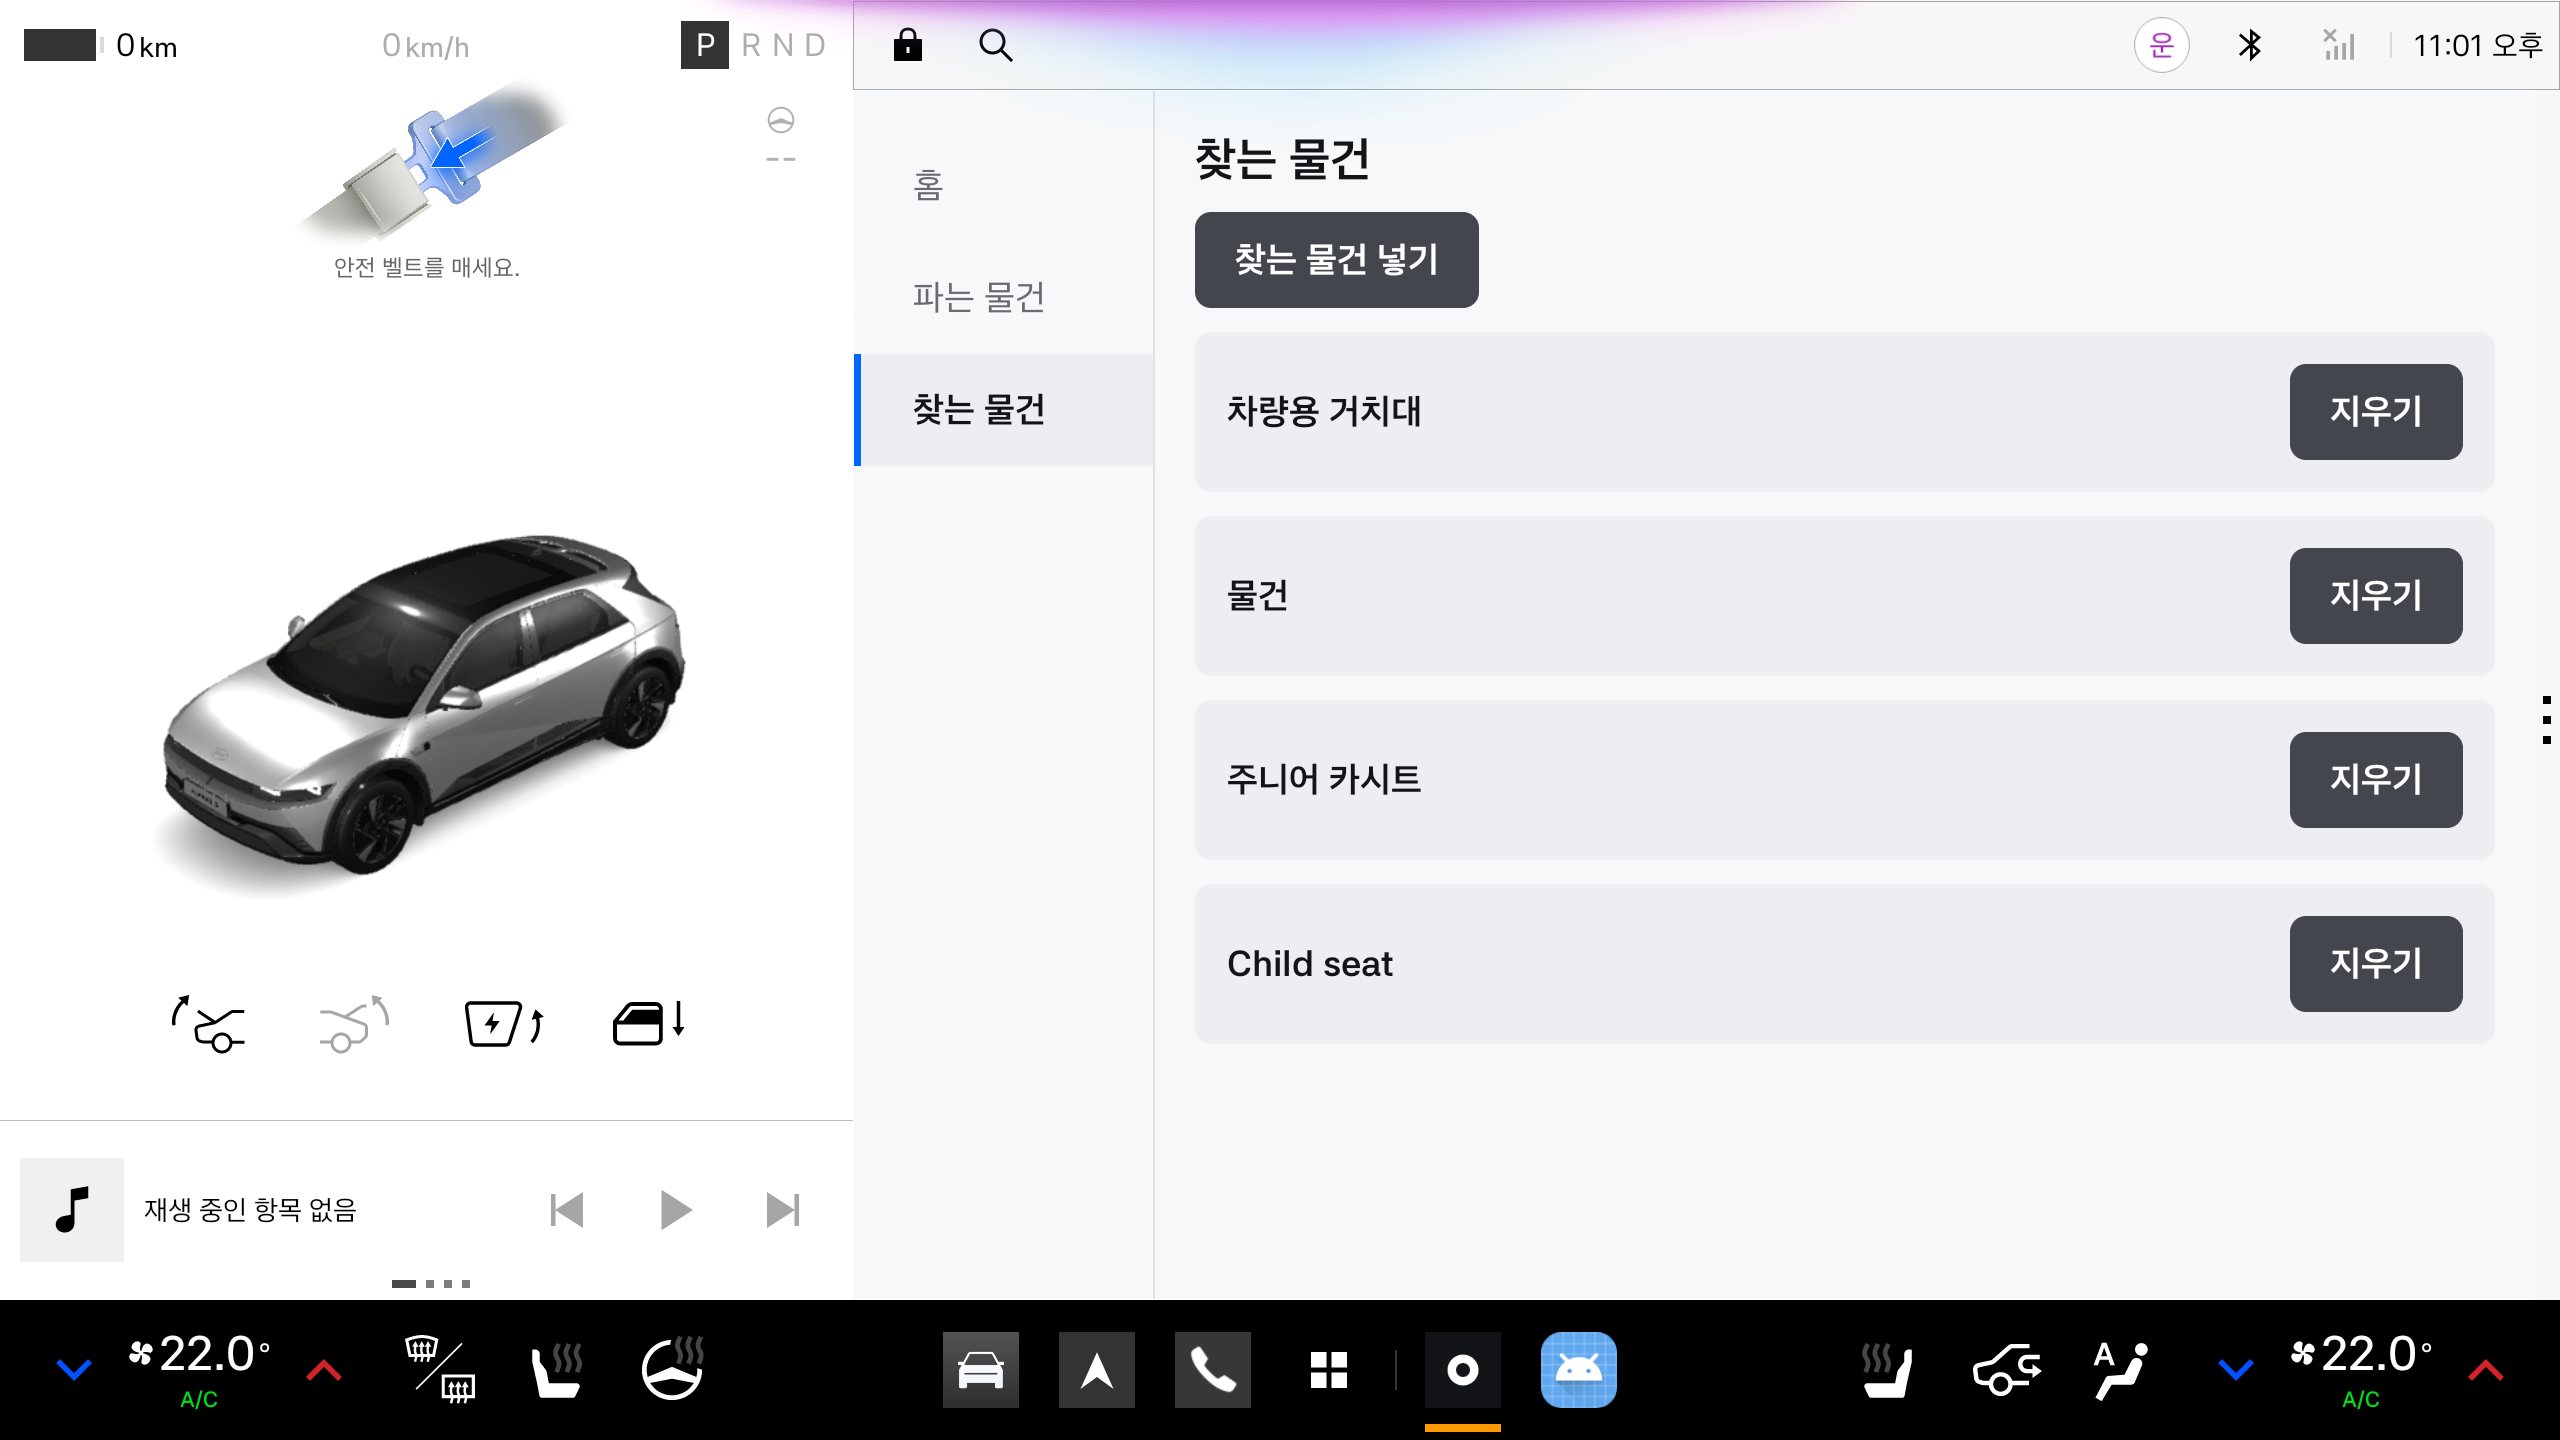 0 km
0 km/h
P R N D
11:01 오후
운
안전 벨트를 매세요.
--
홈
파는 물건
찾는 물건
찾는 물건
찾는 물건 넣기
차량용 거치대
지우기
물건
지우기
주니어 카시트
지우기
Child seat
지우기
재생 중인 항목 없음
22.0°
A/C
A
22.0°
A/C